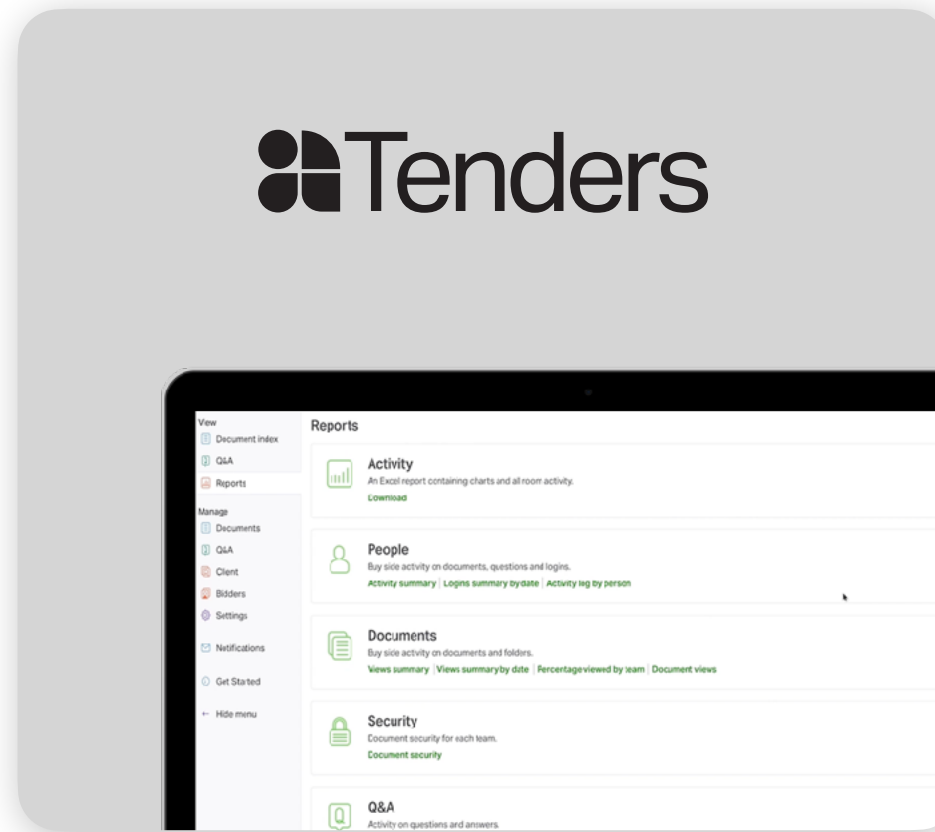 Tenders
View
Document index
Q&A
Reports
Manage
Documents
Q&A
Client
Bidders
Settings
Notifications
Get Started
← Hide menu
Reports
Activity
An Excel report containing charts and all room activity.
Download
People
Buy side activity on documents, questions and logins.
Activity summary | Logins summary by date | Activity log by person
Documents
Buy side activity on documents and folders.
Views summary | Views summary by date | Percentage viewed by team | Document views
Security
Document security for each team.
Document security
Q&A
Activity on questions and answers.